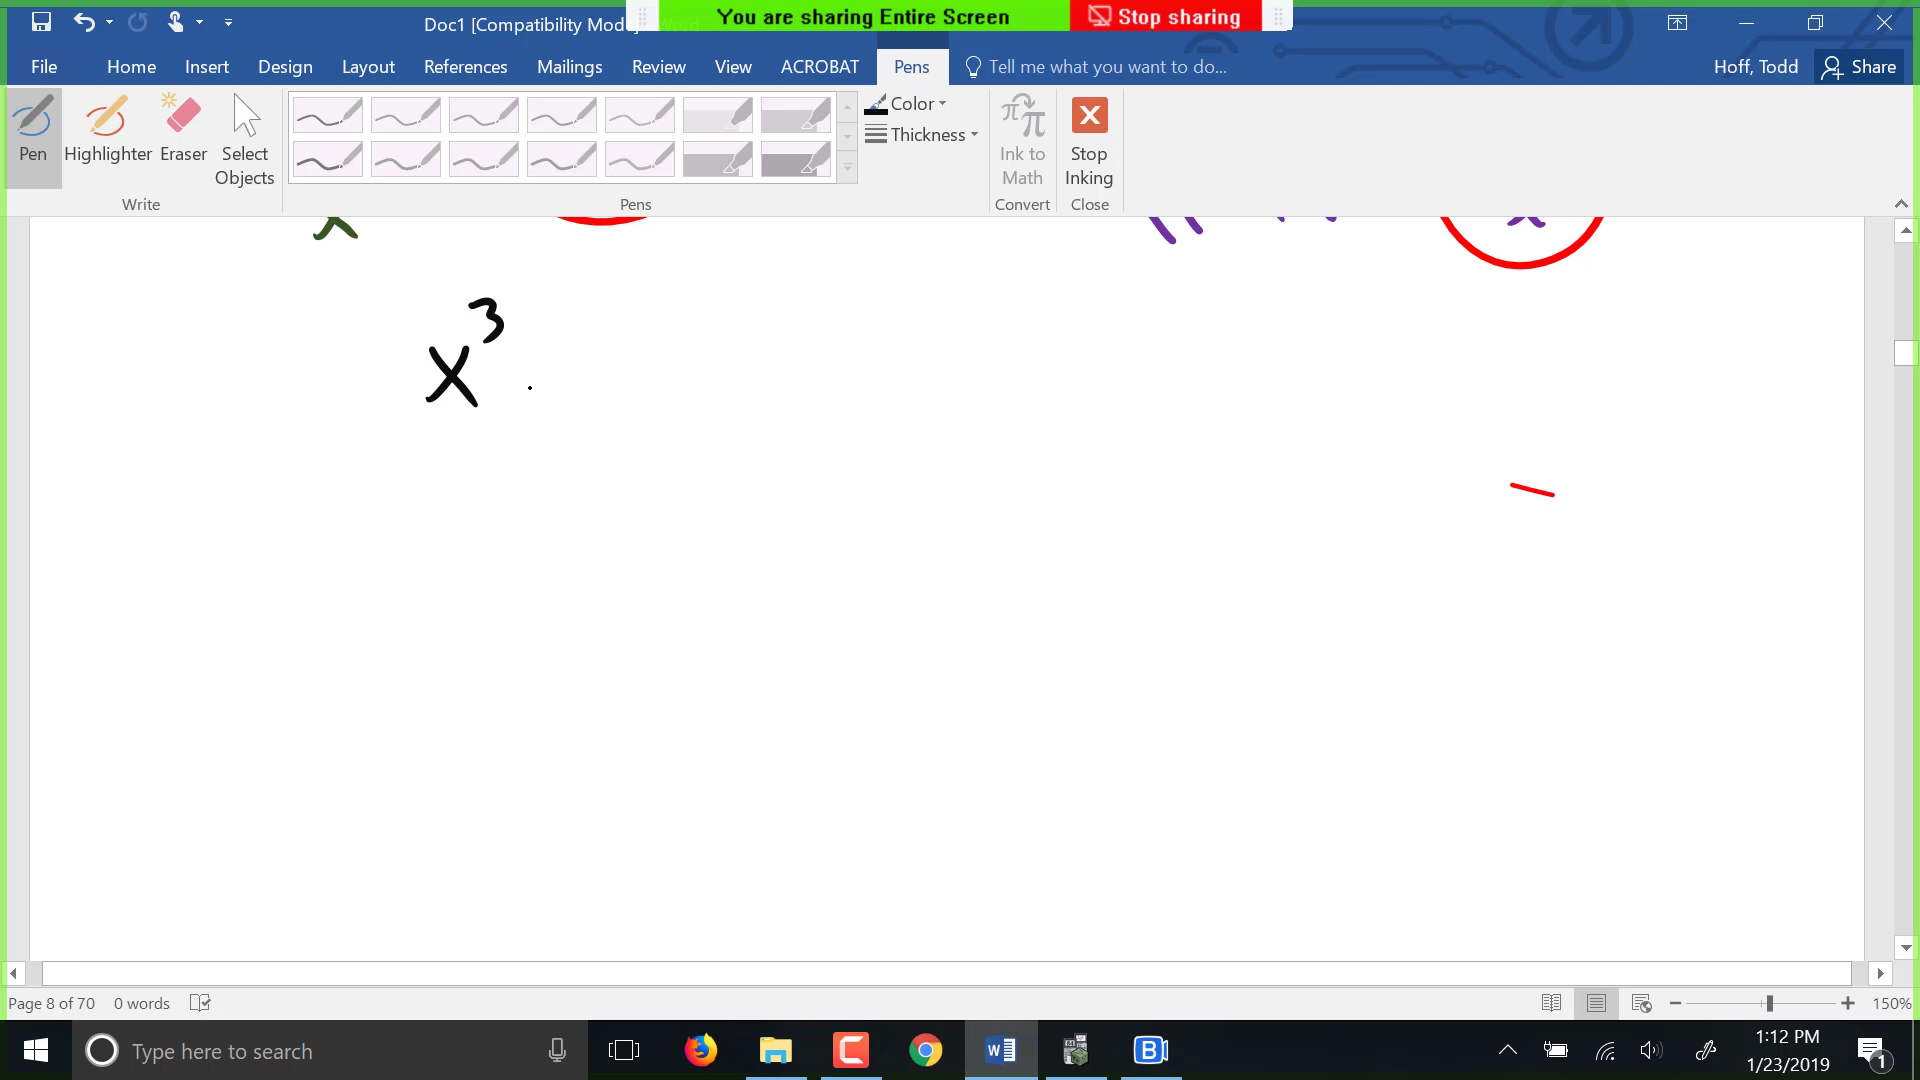 You are sharing Entire Screen Stop sharing
Doc1 [Compatibility Mod
File Home Insert Design Layout References Mailings Review View ACROBAT Pens Tell me what you want to do... Hoff, Todd Share
Pen Highlighter Eraser Select Objects
Color
Thickness
Ink to Math
Stop Inking
Write Pens Convert Close
x³
Page 8 of 70 0 words 150%
Type here to search
1:12 PM
1/23/2019
1